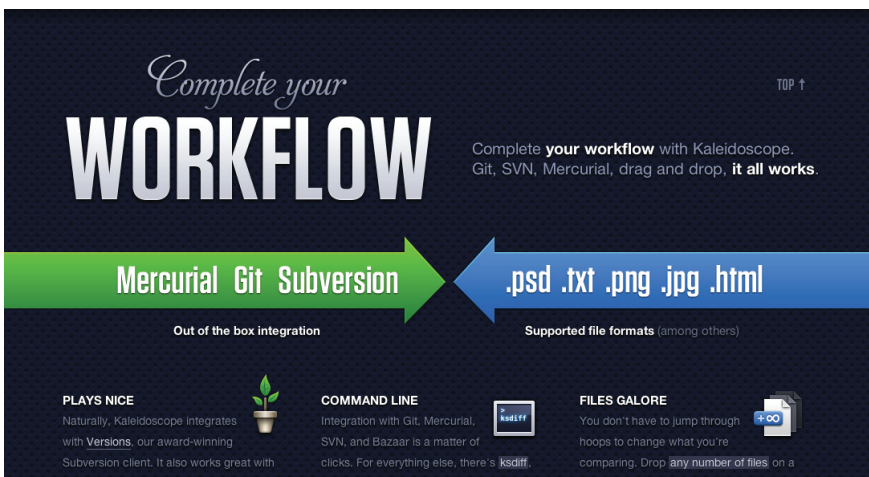 Complete your
WORKFLOW
TOP ↑
Complete your workflow with Kaleidoscope.
Git, SVN, Mercurial, drag and drop, it all works.
Mercurial Git Subversion
.psd .txt .png .jpg .html
Out of the box integration
Supported file formats (among others)
PLAYS NICE
Naturally, Kaleidoscope integrates
with Versions, our award-winning
Subversion client. It also works great with
COMMAND LINE
>
ksdiff
Integration with Git, Mercurial,
SVN, and Bazaar is a matter of
clicks. For everything else, there's ksdiff,
FILES GALORE
+∞
You don't have to jump through
hoops to change what you're
comparing. Drop any number of files on a